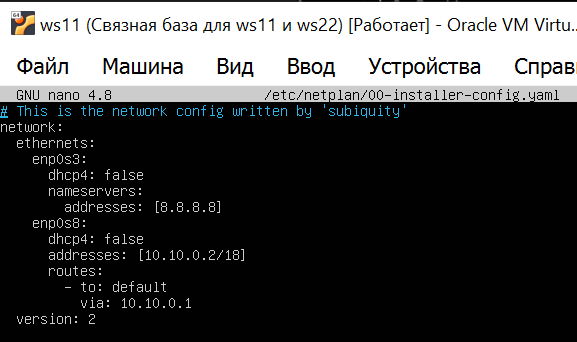 ws11 (Связная база для ws11 и ws22) [Работает] - Oracle VM Virtu...
Файл Машина Вид Ввод Устройства Справ
GNU nano 4.8 /etc/netplan/00-installer-config.yaml
# This is the network config written by 'subiquity'
network:
  ethernets:
    enp0s3:
      dhcp4: false
      nameservers:
        addresses: [8.8.8.8]
    enp0s8:
      dhcp4: false
      addresses: [10.10.0.2/18]
      routes:
        - to: default
          via: 10.10.0.1
  version: 2